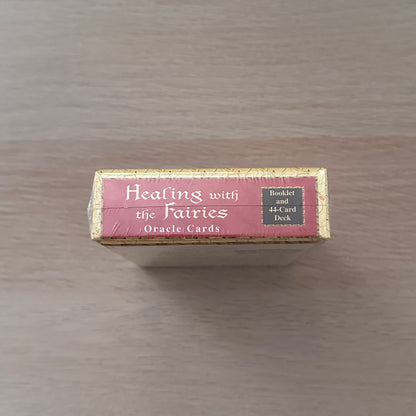 Healing with
the Fairies
Oracle Cards
Booklet
and
44-Card
Deck